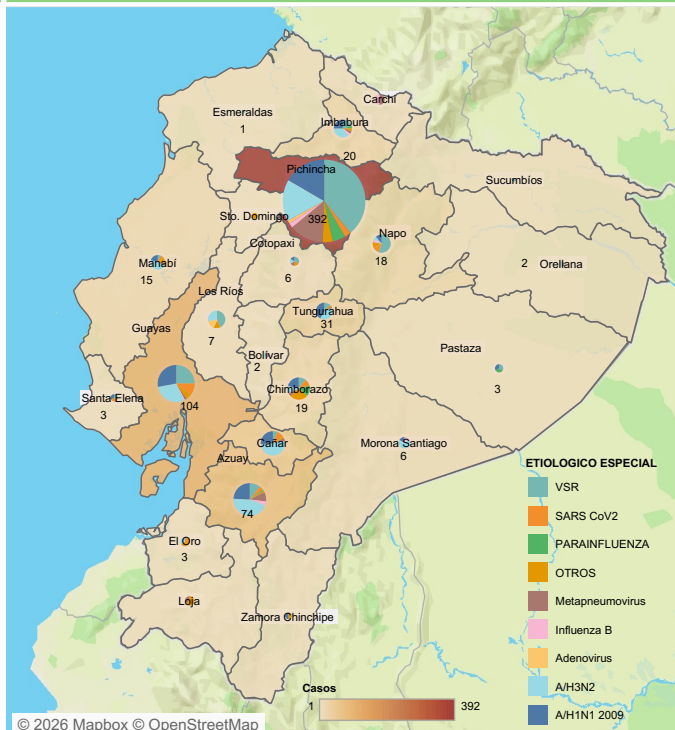 Carchi
Esmeraldas
1
Imbabura
20
Pichincha
392
Sucumbíos
Sto. Domingo
Napo
18
Cotopaxi
6
2
Orellana
Manabí
15
Los Ríos
7
Tungurahua
31
Guayas
104
Bolívar
2
Pastaza
3
Chimborazo
19
Santa Elena
3
Cañar
Morona Santiago
6
Azuay
74
El Oro
3
Loja
Zamora Chinchipe
ETIOLOGICO ESPECIAL
VSR
SARS CoV2
PARAINFLUENZA
OTROS
Metapneumovirus
Influenza B
Adenovirus
A/H3N2
A/H1N1 2009
Casos
1
392
© 2026 Mapbox © OpenStreetMap